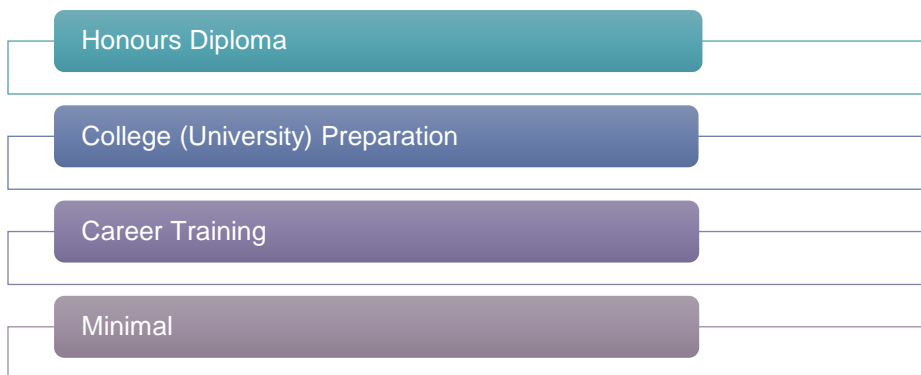 Honours Diploma
College (University) Preparation
Career Training
Minimal